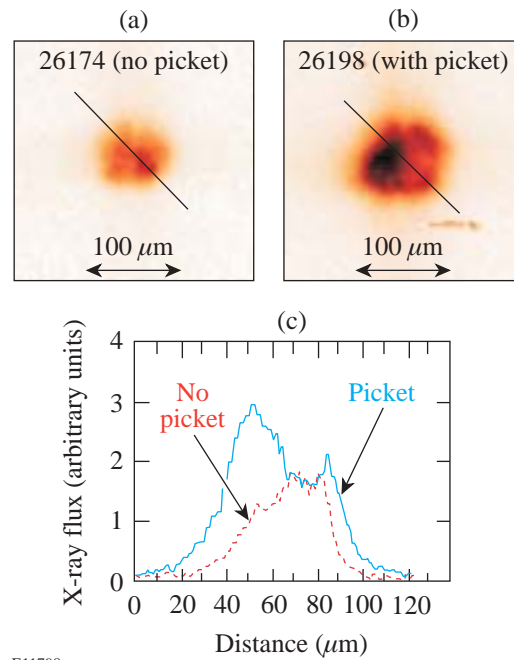 (a)
(b)
26174 (no picket)
26198 (with picket)
100 μm
100 μm
(c)
X-ray flux (arbitrary units)
4
3
2
1
0
No
picket
Picket
0 20 40 60 80 100 120
Distance (μm)